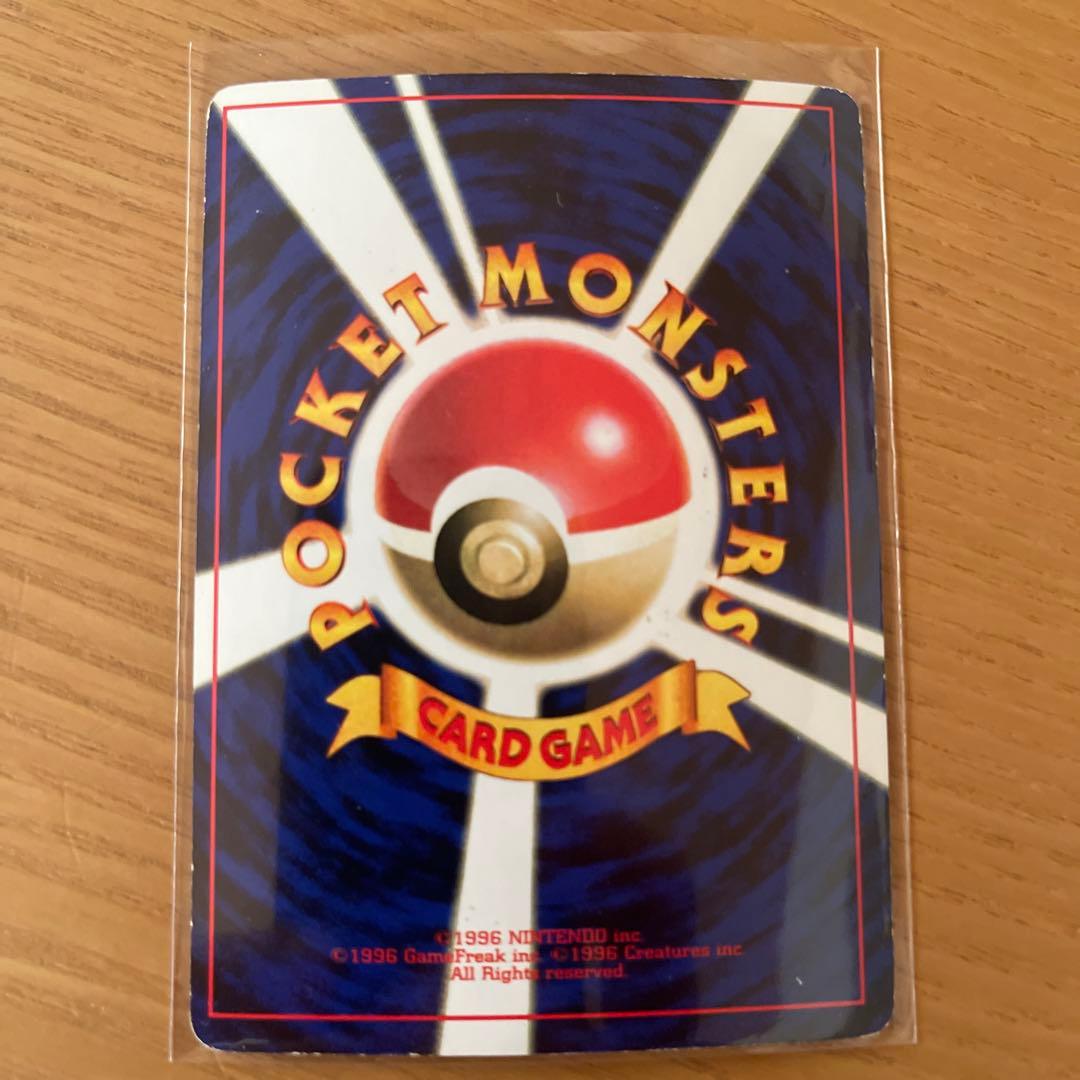 POCKET MONSTERS
CARD GAME
©1996 NINTENDO inc.
©1996 GameFreak inc. ©1996 Creatures inc.
All Rights reserved.